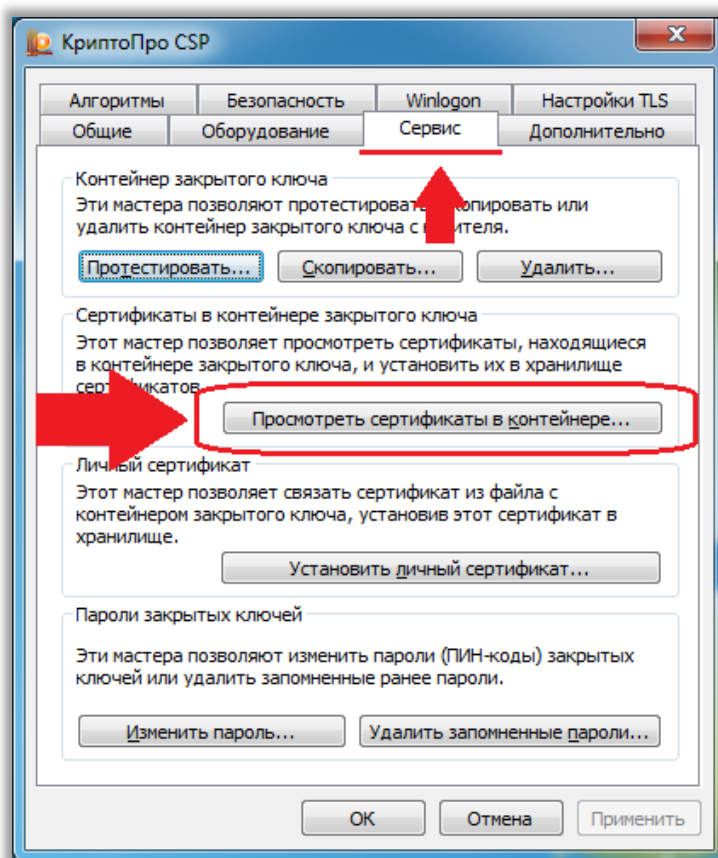 КриптоПро CSP
Алгоритмы Безопасность Winlogon Настройки TLS
Общие Оборудование Сервис Дополнительно
Контейнер закрытого ключа
Эти мастера позволяют протестировать, скопировать или
удалить контейнер закрытого ключа с носителя.
Протестировать... Скопировать... Удалить...
Сертификаты в контейнере закрытого ключа
Этот мастер позволяет просмотреть сертификаты, находящиеся
в контейнере закрытого ключа, и установить их в хранилище
сертификатов.
Просмотреть сертификаты в контейнере...
Личный сертификат
Этот мастер позволяет связать сертификат из файла с
контейнером закрытого ключа, установив этот сертификат в
хранилище.
Установить личный сертификат...
Пароли закрытых ключей
Эти мастера позволяют изменить пароли (ПИН-коды) закрытых
ключей или удалить запомненные ранее пароли.
Изменить пароль... Удалить запомненные пароли...
ОК Отмена Применить